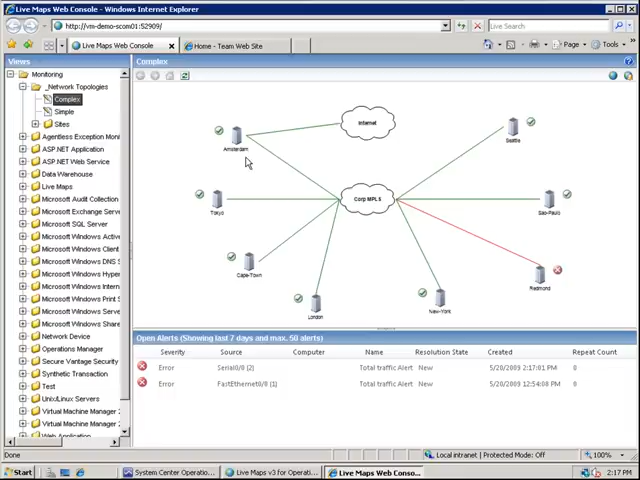 Live Maps Web Console - Windows Internet Explorer
http://vm-demo-scom01:52909/
Live Search
Live Maps Web Console
Home - Team Web Site
Page
Tools
Views
Complex
Monitoring
_Network Topologies
Complex
Simple
Sites
Agentless Exception Moni
ASP.NET Application
ASP.NET Web Service
Data Warehouse
Live Maps
Microsoft Audit Collection
Microsoft Exchange Serve
Microsoft SQL Server
Microsoft Windows Active
Microsoft Windows Client
Microsoft Windows DNS S
Microsoft Windows Hyper
Microsoft Windows Intern
Microsoft Windows Print S
Microsoft Windows Serve
Microsoft Windows Share
Network Device
Operations Manager
Secure Vantage Security
Synthetic Transaction
Test
Unix/Linux Servers
Virtual Machine Manager
Virtual Machine Manager 2
Web Application
Internet
Amsterdam
Seattle
Tokyo
Corp MPLS
Sao-Paulo
Cape-Town
Redmond
London
New-York
Open Alerts (Showing last 7 days and max. 50 alerts)
Severity Source Computer Name Resolution State Created Repeat Count
Error Serial0/0 (2) Total traffic Alert New 5/20/2009 2:17:01 PM 0
Error FastEthernet0/0 (1) Total traffic Alert New 5/20/2009 12:54:08 PM 0
Done
Local intranet | Protected Mode: Off
100%
Start
System Center Operatio...
Live Maps v3 for Operati...
Live Maps Web Conso...
2:17 PM